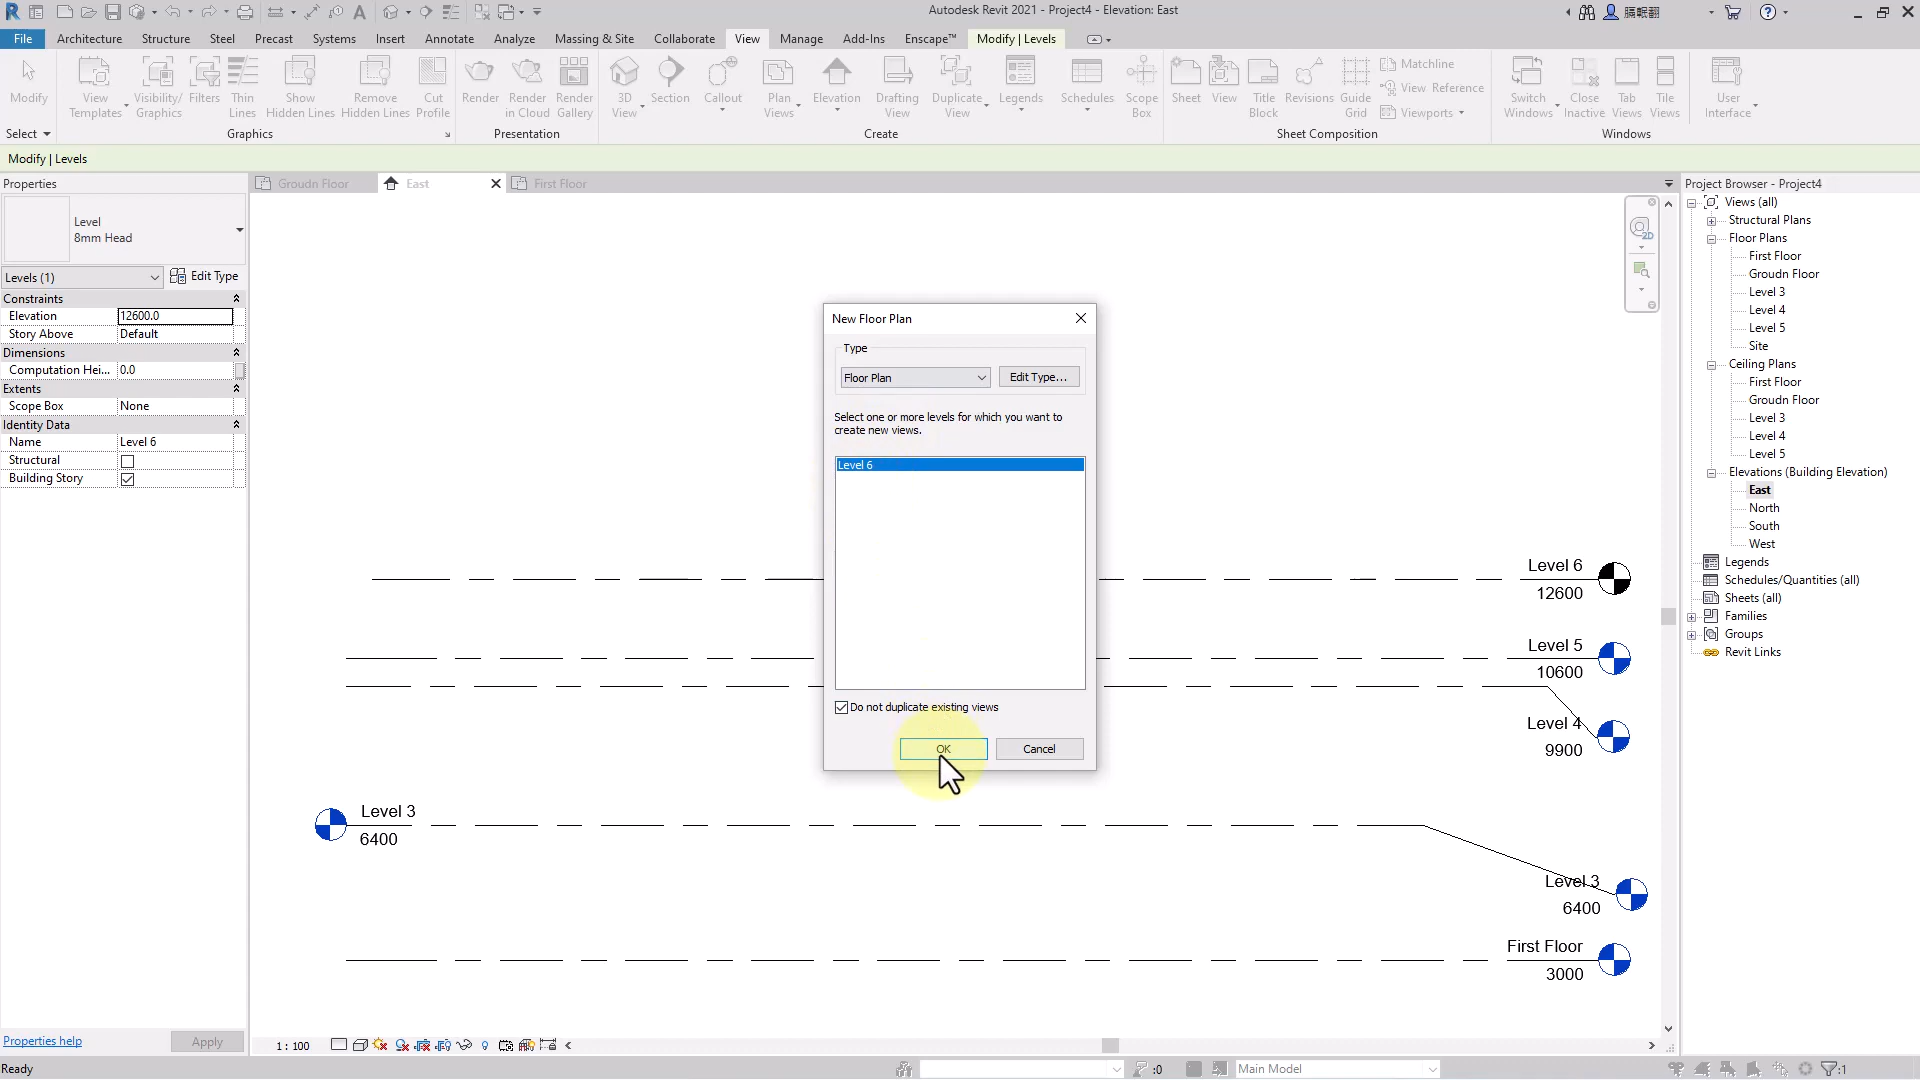 Autodesk Revit 2021 - Project4 - Elevation: East
File Architecture Structure Steel Precast Systems Insert Annotate Analyze Massing & Site Collaborate View Manage Add-Ins Enscape™ Modify | Levels
Modify
View Templates
Visibility/ Graphics
Filters
Thin Lines
Show Hidden Lines
Remove Hidden Lines
Cut Profile
Render
Render in Cloud
Render Gallery
3D View
Section
Callout
Plan Views
Elevation
Drafting View
Duplicate View
Legends
Schedules
Scope Box
Sheet
View
Title Block
Revisions
Guide Grid
Matchline
View Reference
Viewports
Switch Windows
Close Inactive
Tab Views
Tile Views
User Interface
Select
Graphics
Presentation
Create
Sheet Composition
Windows
Modify | Levels
Properties
Level
8mm Head
Levels (1)
Edit Type
Constraints
Elevation 12600.0
Story Above Default
Dimensions
Computation Hei... 0.0
Extents
Scope Box None
Identity Data
Name Level 6
Structural
Building Story
Properties help
Apply
Groudn Floor
East
First Floor
New Floor Plan
Type
Floor Plan
Edit Type...
Select one or more levels for which you want to
create new views.
Level 6
Do not duplicate existing views
OK
Cancel
Level 6
12600
Level 5
10600
Level 4
9900
Level 3
6400
Level 3
6400
First Floor
3000
Project Browser - Project4
Views (all)
Structural Plans
Floor Plans
First Floor
Groudn Floor
Level 3
Level 4
Level 5
Site
Ceiling Plans
First Floor
Groudn Floor
Level 3
Level 4
Level 5
Elevations (Building Elevation)
East
North
South
West
Legends
Schedules/Quantities (all)
Sheets (all)
Families
Groups
Revit Links
1 : 100
Ready
:0
Main Model
:1